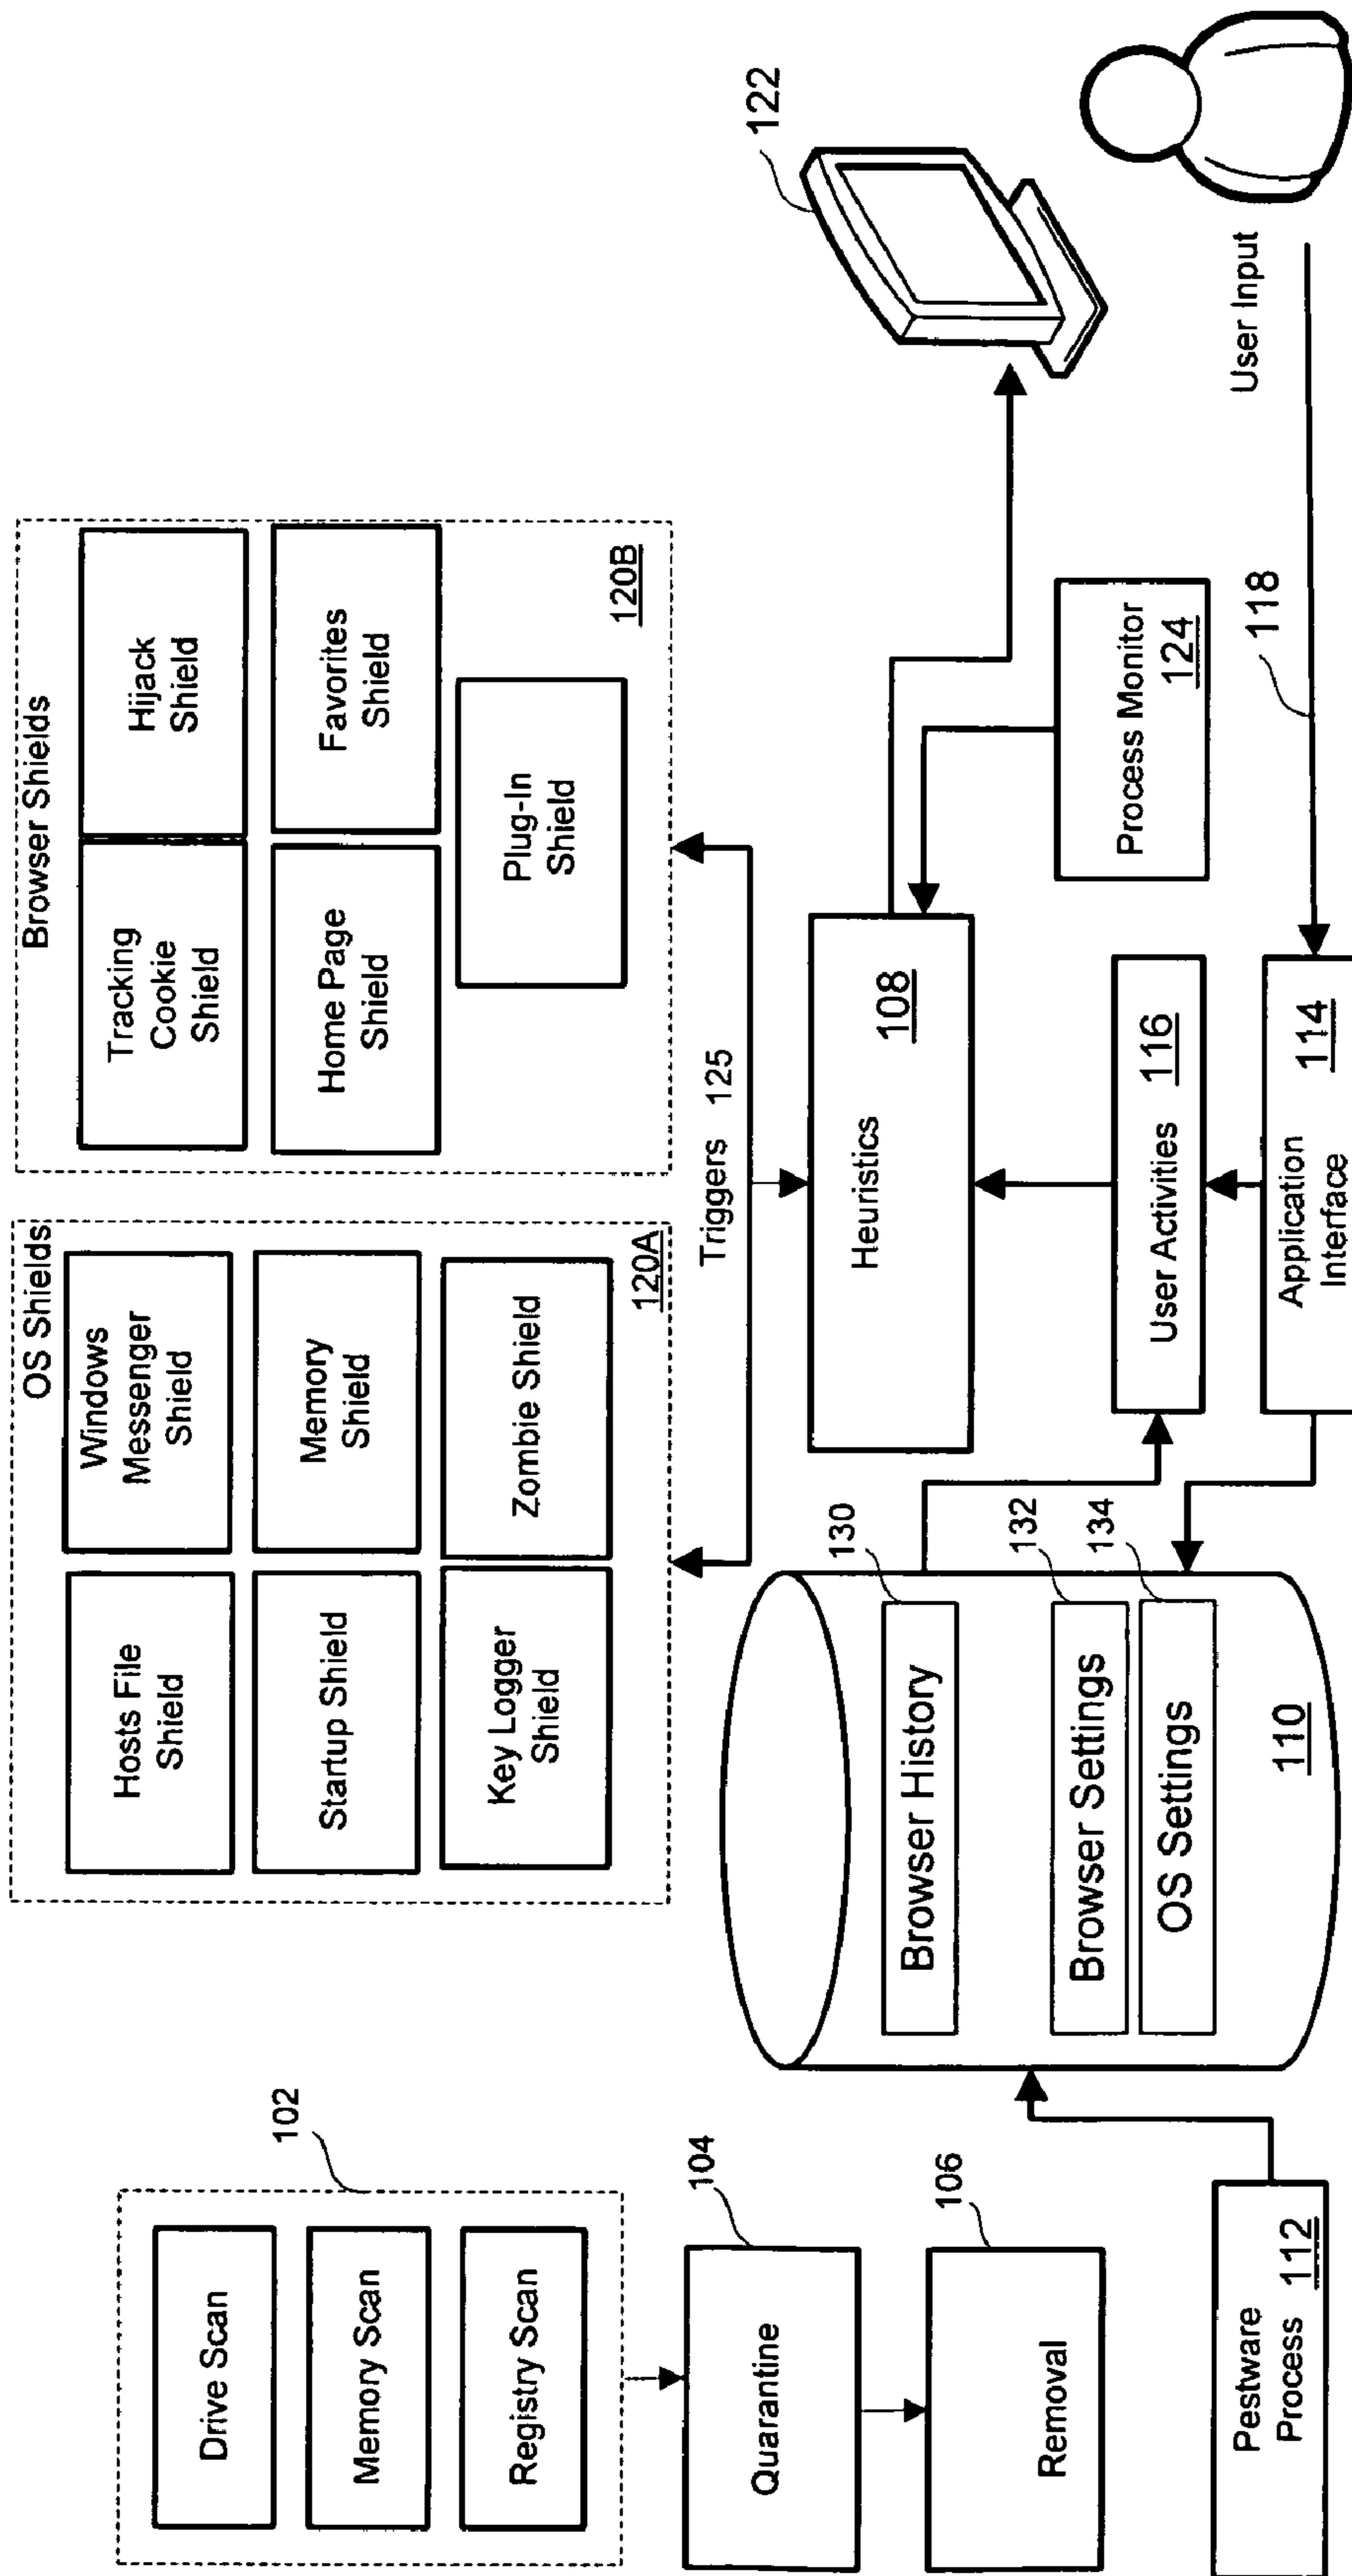 102
Drive Scan
Memory Scan
Registry Scan
104
Quarantine
106
Removal
Pestware
Process 112
OS Shields
Hosts File
Shield
Windows
Messenger
Shield
Startup Shield
Memory
Shield
Key Logger
Shield
Zombie Shield
120A
Browser Shields
Tracking
Cookie
Shield
Hijack
Shield
Home Page
Shield
Favorites
Shield
Plug-In
Shield
120B
Triggers 125
Heuristics
108
130
Browser History
132
Browser Settings
134
OS Settings
110
User Activities 116
Application
Interface
114
Process Monitor
124
118
User Input
122